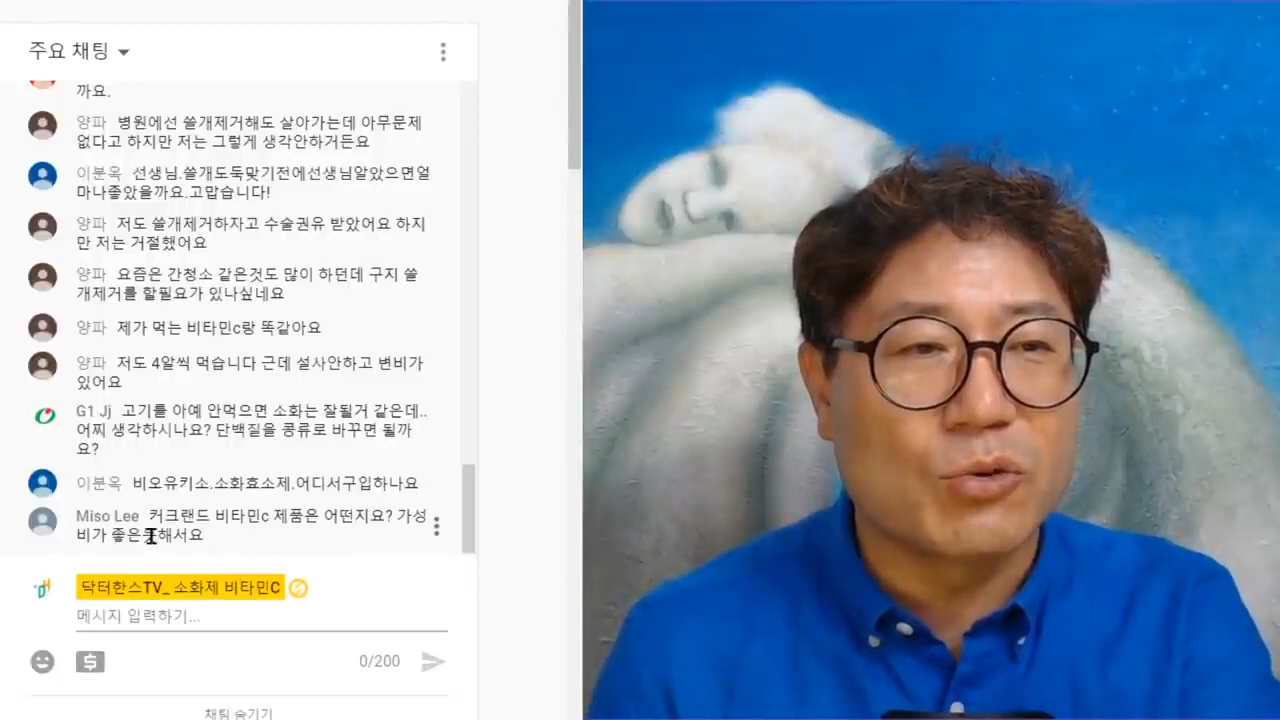 주요 채팅
까요.
양파 병원에선 쓸개제거해도 살아가는데 아무문제
없다고 하지만 저는 그렇게 생각안하거든요
이분옥 선생님.쓸개도둑맞기전에선생님알았으면얼
마나좋았을까요.고맙습니다!
양파 저도 쓸개제거하자고 수술권유 받았어요 하지
만 저는 거절했어요
양파 요즘은 간청소 같은것도 많이 하던데 구지 쓸
개제거를 할필요가 있나싶네요
양파 제가 먹는 비타민c랑 똑같아요
양파 저도 4알씩 먹습니다 근데 설사안하고 변비가
있어요
G1 Jj 고기를 아예 안먹으면 소화는 잘될거 같은데..
어찌 생각하시나요? 단백질을 콩류로 바꾸면 될까
요?
이분옥 비오유키소.소화효소제.어디서구입하나요
Miso Lee 커크랜드 비타민c 제품은 어떤지요? 가성
비가 좋은 해서요
닥터한스TV_ 소화제 비타민C
메시지 입력하기...
0/200
채팅 숨기기